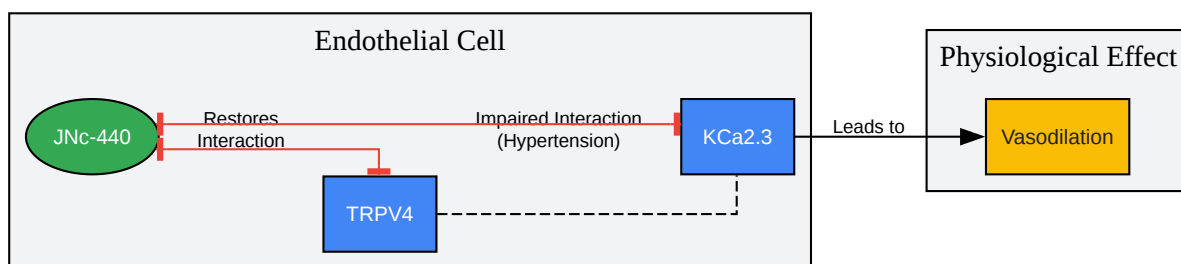 Endothelial Cell
Physiological Effect
JNc-440
Restores
Interaction
Impaired Interaction
(Hypertension)
KCa2.3
Leads to
Vasodilation
TRPV4